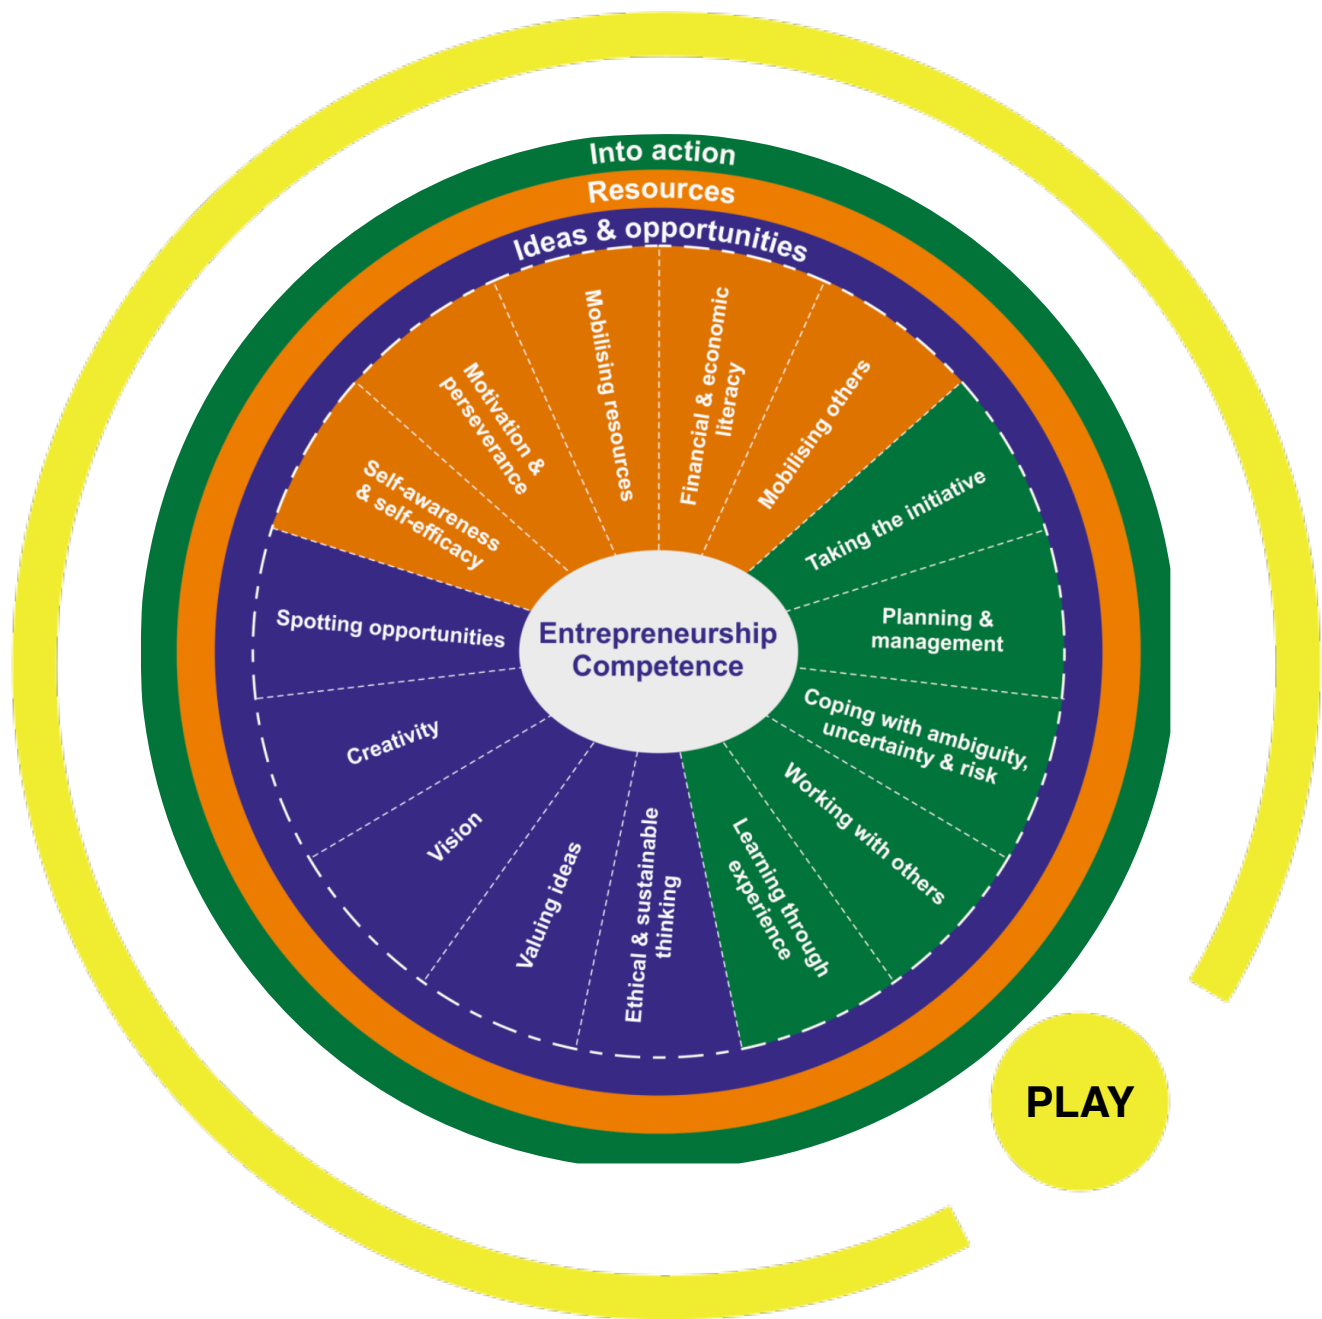 Into action
Resources
Ideas & opportunities
Mobilising resources
Financial & economic
literacy
Motivation &
perseverance
Mobilising others
Self-awareness
& self-efficacy
Taking the initiative
Spotting opportunities
Entrepreneurship
Competence
Planning &
management
Creativity
Coping with ambiguity,
uncertainty & risk
Vision
Working with others
Valuing ideas
Ethical & sustainable
thinking
Learning through
experience
PLAY